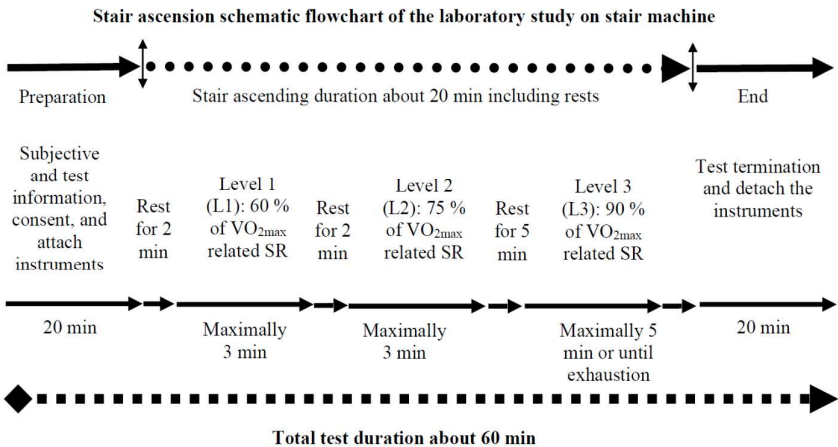 Stair ascension schematic flowchart of the laboratory study on stair machine
Preparation
Stair ascending duration about 20 min including rests
End
Subjective
and test
information,
consent, and
attach
instruments
Rest
for 2
min
Level 1
(L1): 60 %
of VO2max
related SR
Rest
for 2
min
Level 2
(L2): 75 %
of VO2max
related SR
Rest
for 5
min
Level 3
(L3): 90 %
of VO2max
related SR
Test termination
and detach the
instruments
20 min
Maximally
3 min
Maximally
3 min
Maximally 5
min or until
exhaustion
20 min
Total test duration about 60 min